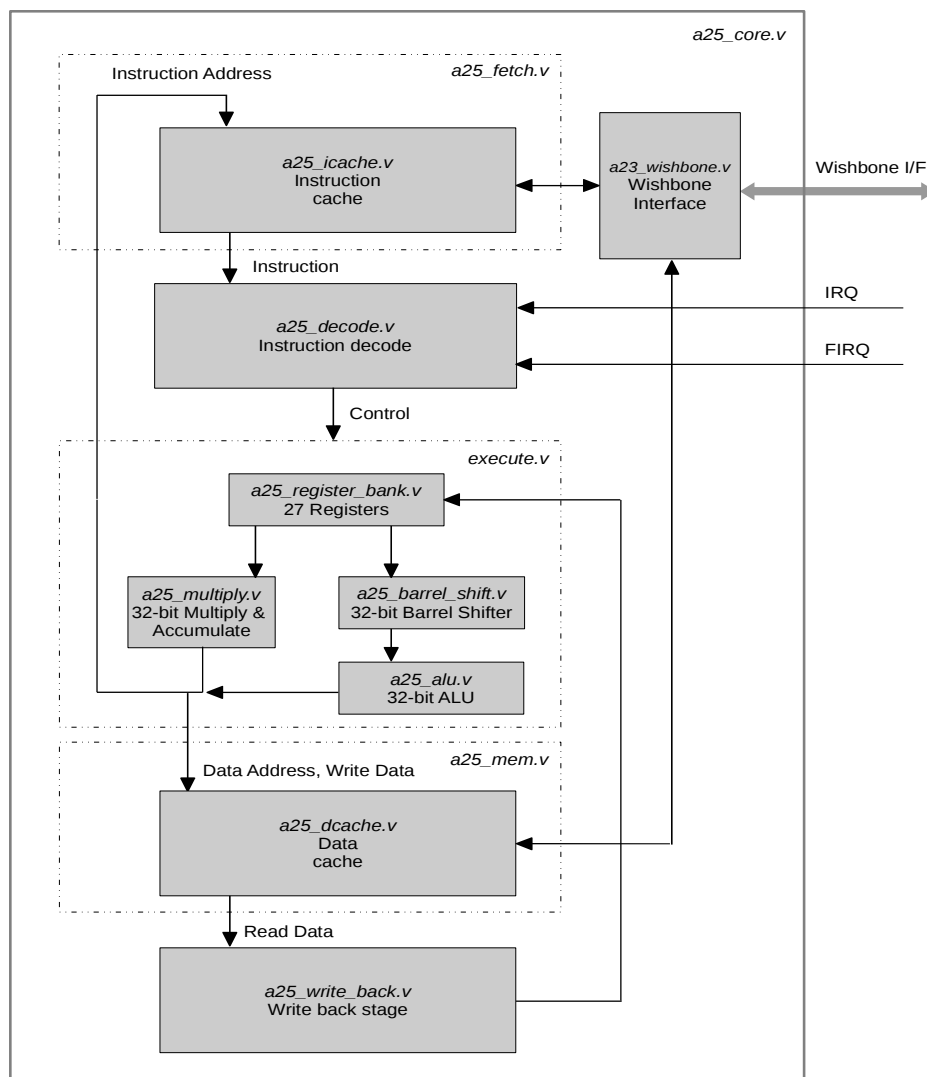 a25_core.v
a25_fetch.v
Instruction Address
a25_icache.v
Instruction
cache
a23_wishbone.v
Wishbone
Interface
Wishbone I/F
Instruction
a25_decode.v
Instruction decode
IRQ
FIRQ
Control
execute.v
a25_register_bank.v
27 Registers
a25_multiply.v
32-bit Multiply &
Accumulate
a25_barrel_shift.v
32-bit Barrel Shifter
a25_alu.v
32-bit ALU
a25_mem.v
Data Address, Write Data
a25_dcache.v
Data
cache
Read Data
a25_write_back.v
Write back stage